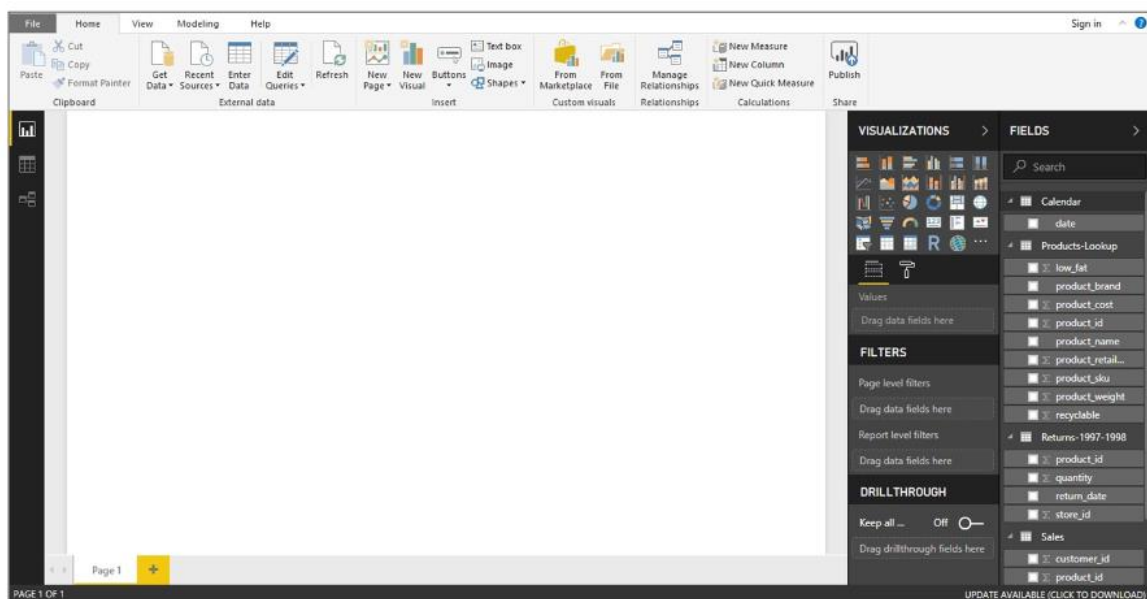 File Home View Modeling Help Sign in
Cut
Copy
Format Painter
Paste
Clipboard
Get Data
Recent Sources
Enter Data
Edit Queries
Refresh
External data
New Page
New Visual
Buttons
Text box
Image
Shapes
Insert
From Marketplace
From File
Custom visuals
Manage Relationships
Relationships
New Measure
New Column
New Quick Measure
Calculations
Publish
Share
VISUALIZATIONS
R
Values
Drag data fields here
FILTERS
Page level filters
Drag data fields here
Report level filters
Drag data fields here
DRILLTHROUGH
Keep all ... Off
Drag drillthrough fields here
FIELDS
Search
Calendar
date
Products-Lookup
Σ low_fat
product_brand
Σ product_cost
Σ product_id
product_name
Σ product_retail...
Σ product_sku
Σ product_weight
Σ recyclable
Returns-1997-1998
Σ product_id
Σ quantity
return_date
Σ store_id
Sales
Σ customer_id
Σ product_id
Page 1 +
PAGE 1 OF 1
UPDATE AVAILABLE (CLICK TO DOWNLOAD)